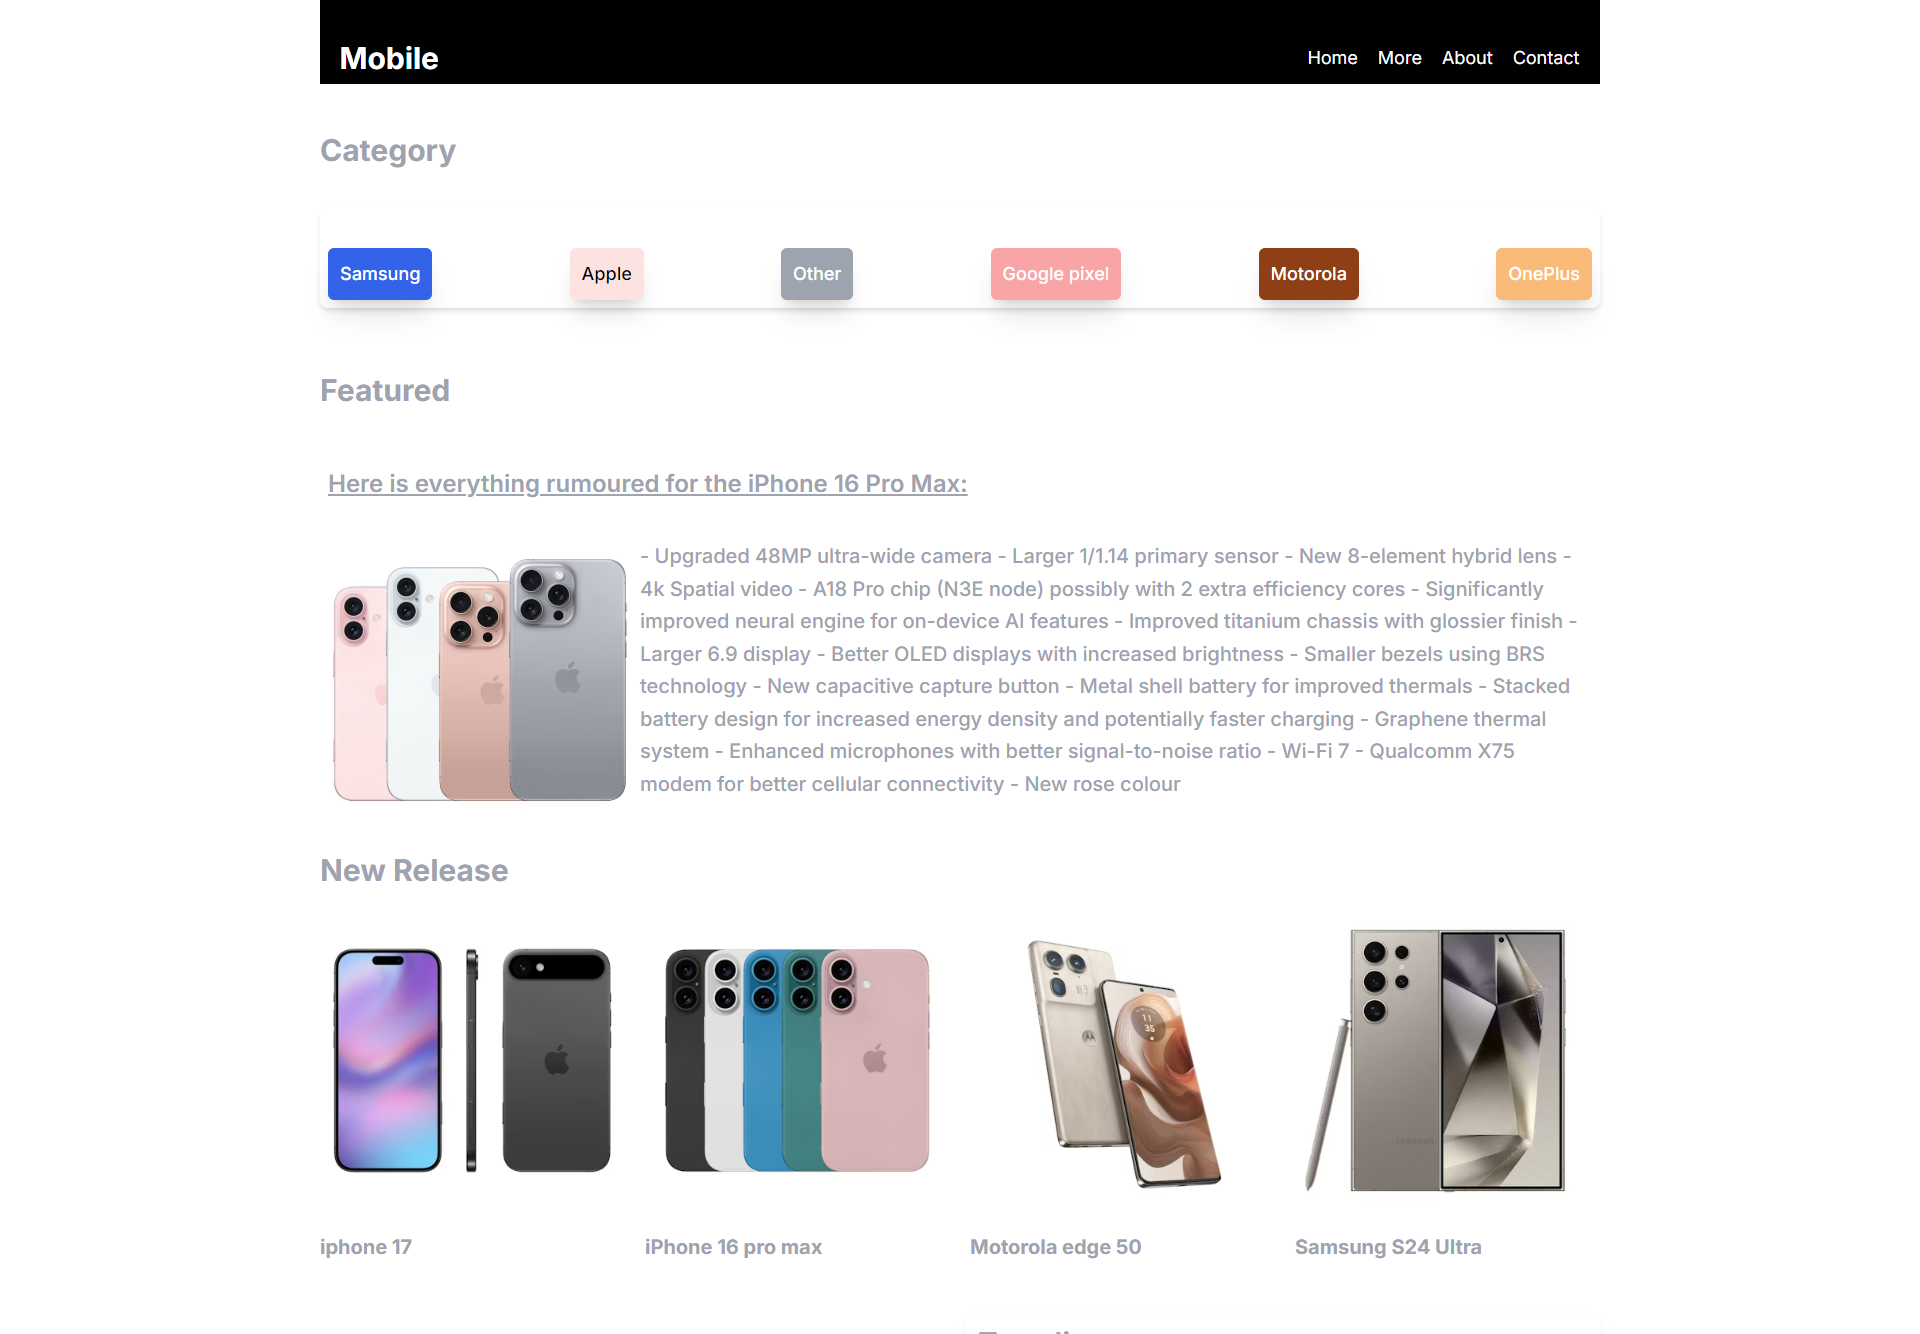 Mobile
Home More About Contact
Category
Samsung
Apple
Other
Google pixel
Motorola
OnePlus
Featured
Here is everything rumoured for the iPhone 16 Pro Max:
- Upgraded 48MP ultra-wide camera - Larger 1/1.14 primary sensor - New 8-element hybrid lens -
4k Spatial video - A18 Pro chip (N3E node) possibly with 2 extra efficiency cores - Significantly
improved neural engine for on-device AI features - Improved titanium chassis with glossier finish -
Larger 6.9 display - Better OLED displays with increased brightness - Smaller bezels using BRS
technology - New capacitive capture button - Metal shell battery for improved thermals - Stacked
battery design for increased energy density and potentially faster charging - Graphene thermal
system - Enhanced microphones with better signal-to-noise ratio - Wi-Fi 7 - Qualcomm X75
modem for better cellular connectivity - New rose colour
New Release
11
35
SAMSUNG
iphone 17
iPhone 16 pro max
Motorola edge 50
Samsung S24 Ultra